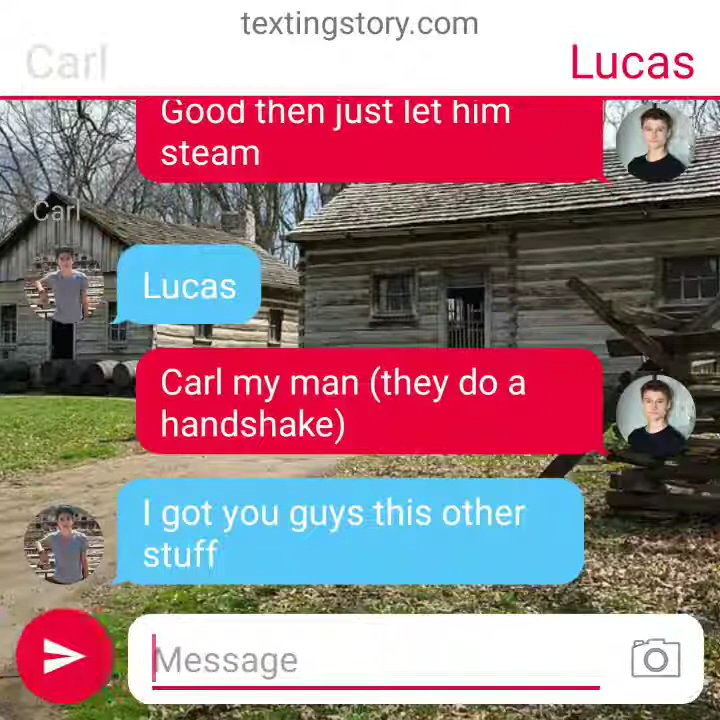 textingstory.com
Carl
Lucas
Good then just let him
steam
Carl
Lucas
Carl my man (they do a
handshake)
I got you guys this other
stuff
Message